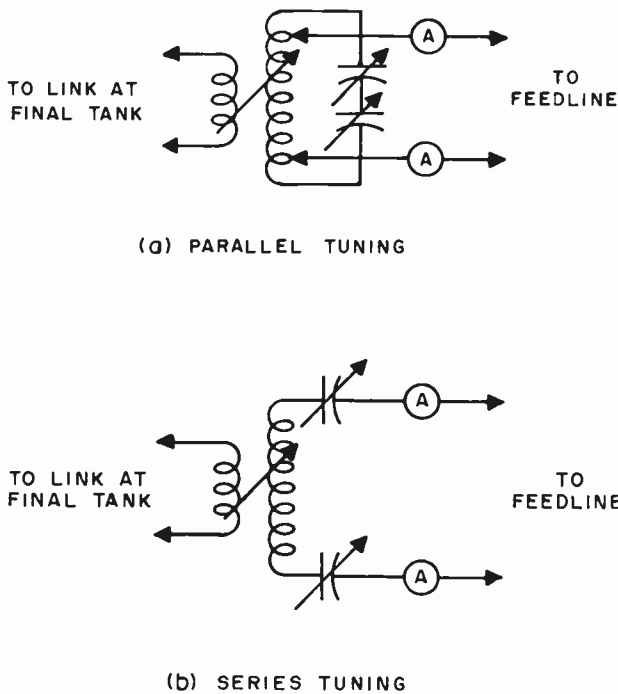 A
TO LINK AT
FINAL TANK
TO
FEEDLINE
A
(a) PARALLEL TUNING
A
TO LINK AT
FINAL TANK
TO
FEEDLINE
A
(b) SERIES TUNING